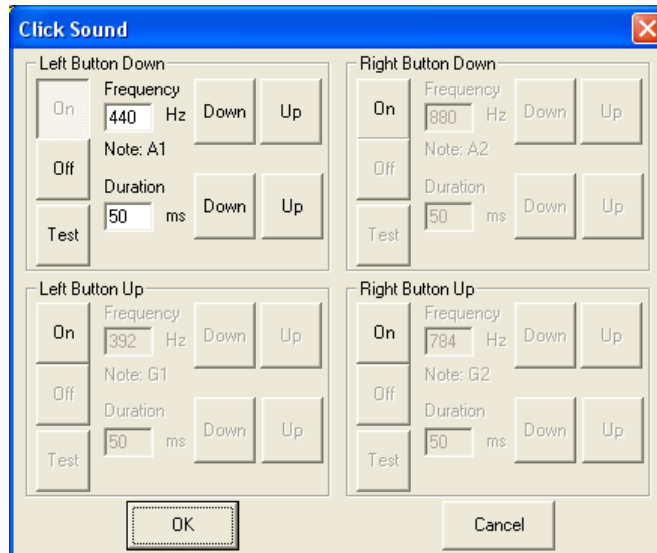 Click Sound
Left Button Down
On
Frequency
440 Hz
Down
Up
Note: A1
Off
Duration
50 ms
Down
Up
Test
Right Button Down
On
Frequency
880 Hz
Down
Up
Note: A2
Off
Duration
50 ms
Down
Up
Test
Left Button Up
On
Frequency
392 Hz
Down
Up
Note: G1
Off
Duration
50 ms
Down
Up
Test
Right Button Up
On
Frequency
784 Hz
Down
Up
Note: G2
Off
Duration
50 ms
Down
Up
Test
OK
Cancel